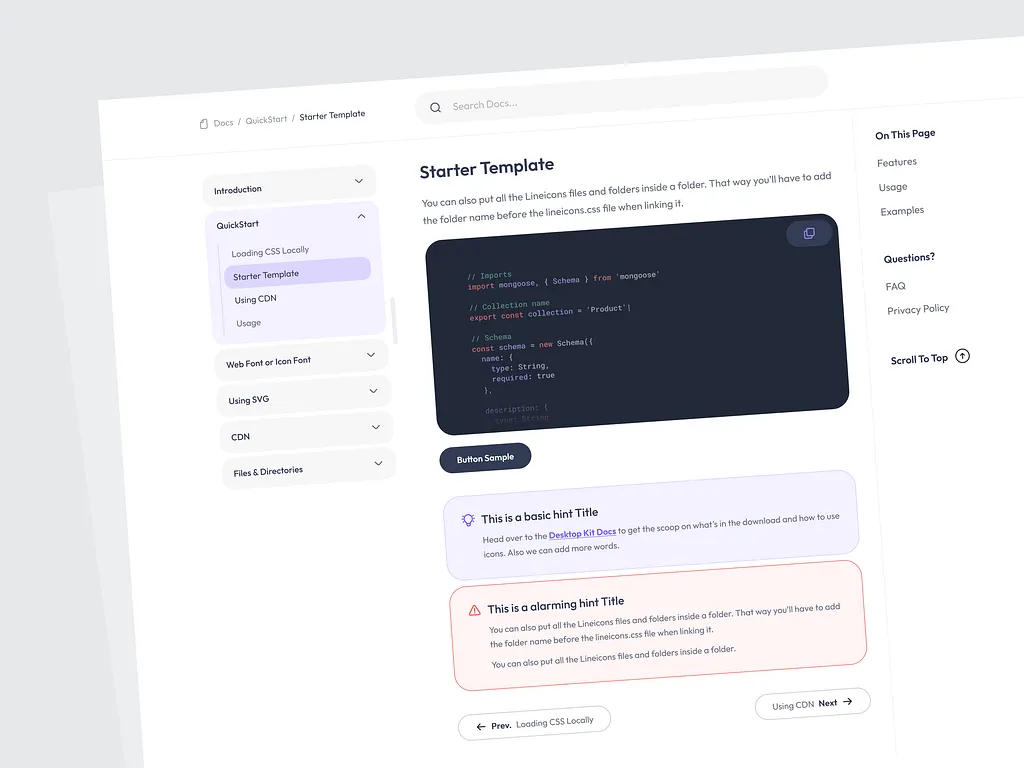 Docs / QuickStart / Starter Template
Search Docs...
Introduction
QuickStart
Loading CSS Locally
Starter Template
Using CDN
Usage
Web Font or Icon Font
Using SVG
CDN
Files & Directories
Starter Template
You can also put all the Lineicons files and folders inside a folder. That way you'll have to add
the folder name before the lineicons.css file when linking it.
// Imports
import mongoose, { Schema } from 'mongoose'
// Collection name
export const collection = 'Product'|
// Schema
const schema = new Schema({
name: {
type: String,
required: true
},
description: {
type: String
Button Sample
This is a basic hint Title
Head over to the Desktop Kit Docs to get the scoop on what's in the download and how to use
icons. Also we can add more words.
This is a alarming hint Title
You can also put all the Lineicons files and folders inside a folder. That way you'll have to add
the folder name before the lineicons.css file when linking it.
You can also put all the Lineicons files and folders inside a folder.
← Prev. Loading CSS Locally
Using CDN Next →
On This Page
Features
Usage
Examples
Questions?
FAQ
Privacy Policy
Scroll To Top